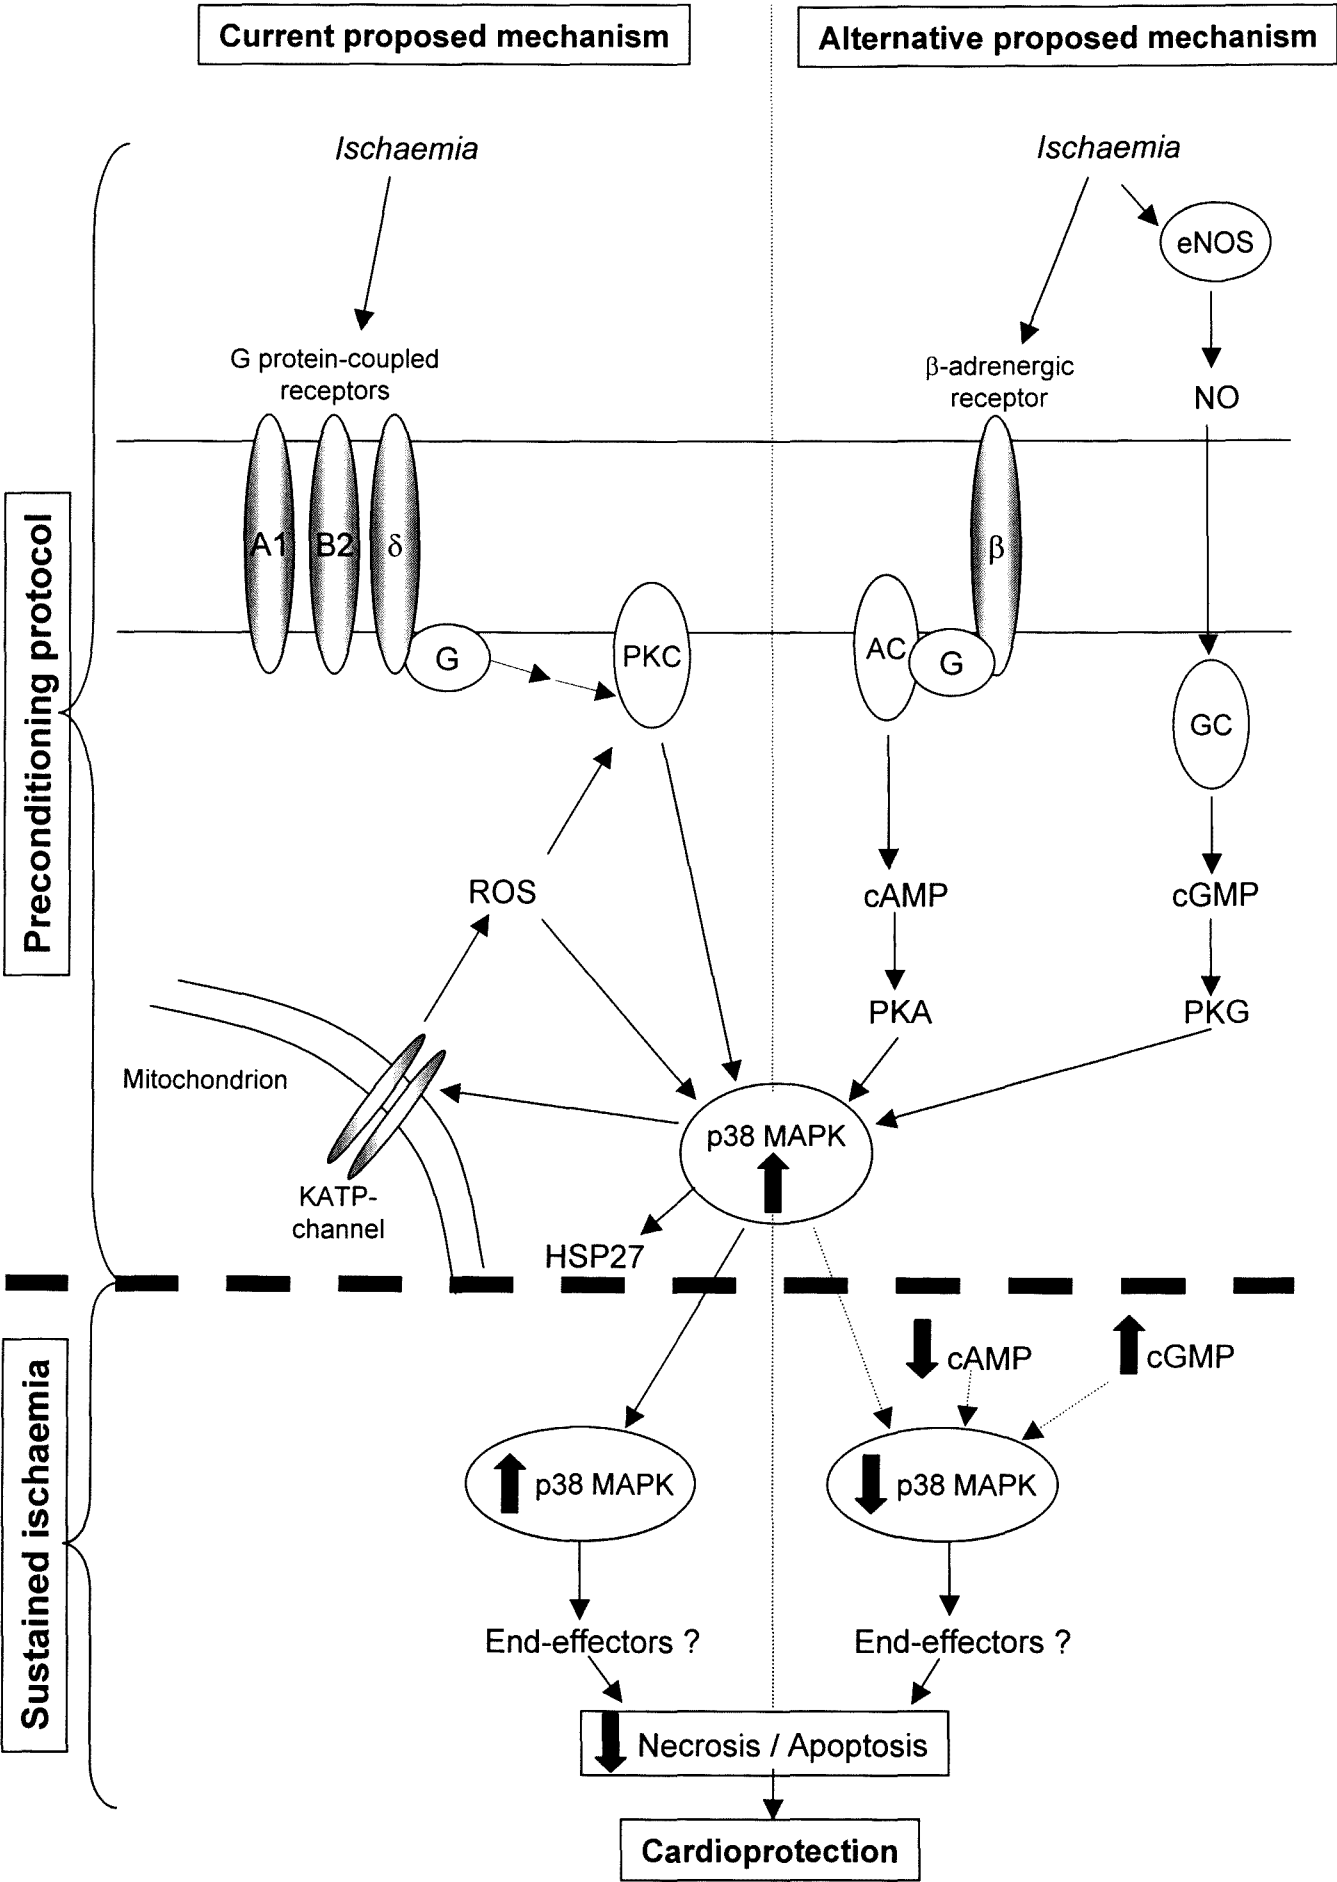 Current proposed mechanism
Alternative proposed mechanism
Ischaemia
Ischaemia
eNOS
G protein-coupled
receptors
β-adrenergic
receptor
NO
A1
B2
δ
β
G
PKC
AC
G
GC
Preconditioning protocol
ROS
cAMP
cGMP
PKA
PKG
Mitochondrion
p38 MAPK
KATP-
channel
HSP27
cAMP
cGMP
Sustained ischaemia
p38 MAPK
p38 MAPK
End-effectors ?
End-effectors ?
Necrosis / Apoptosis
Cardioprotection